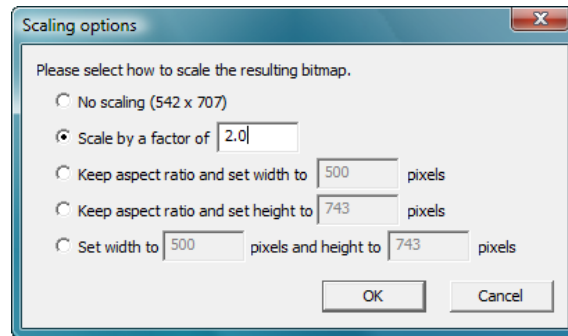 Scaling options
Please select how to scale the resulting bitmap.
No scaling (542 x 707)
Scale by a factor of 2.0
Keep aspect ratio and set width to 500 pixels
Keep aspect ratio and set height to 743 pixels
Set width to 500 pixels and height to 743 pixels
OK Cancel